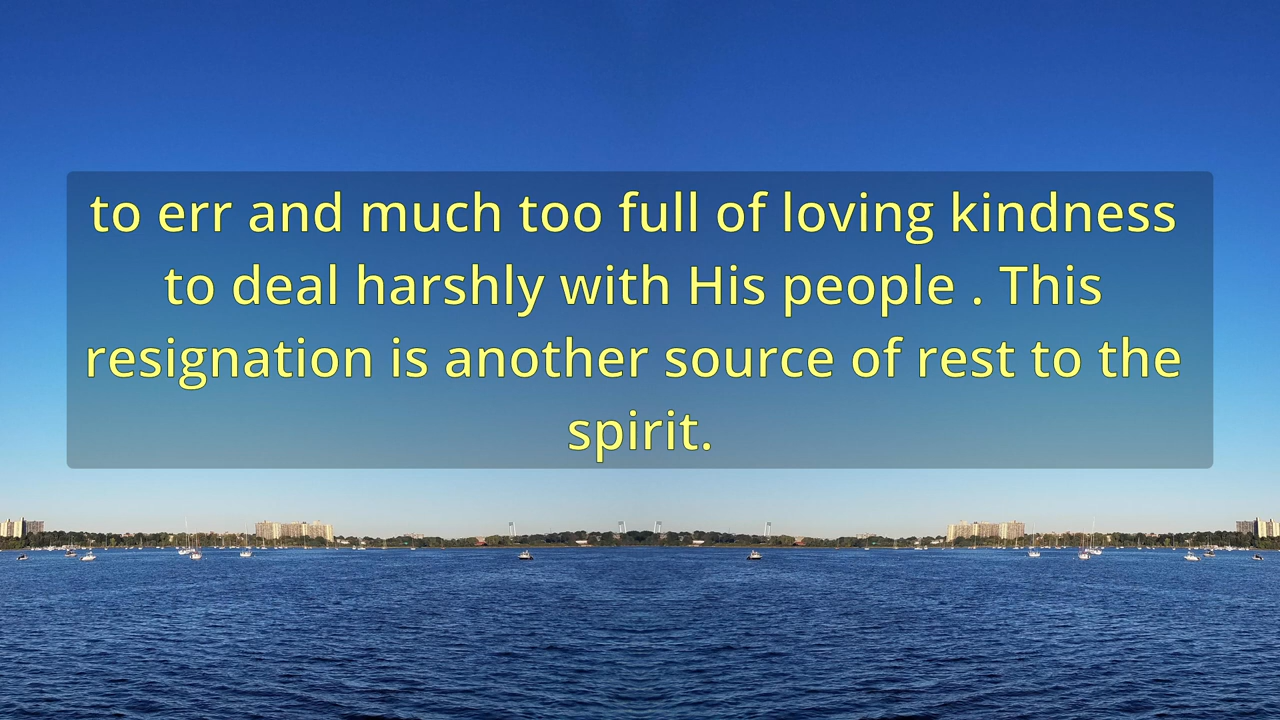 to err and much too full of loving kindness
to deal harshly with His people . This
resignation is another source of rest to the
spirit.